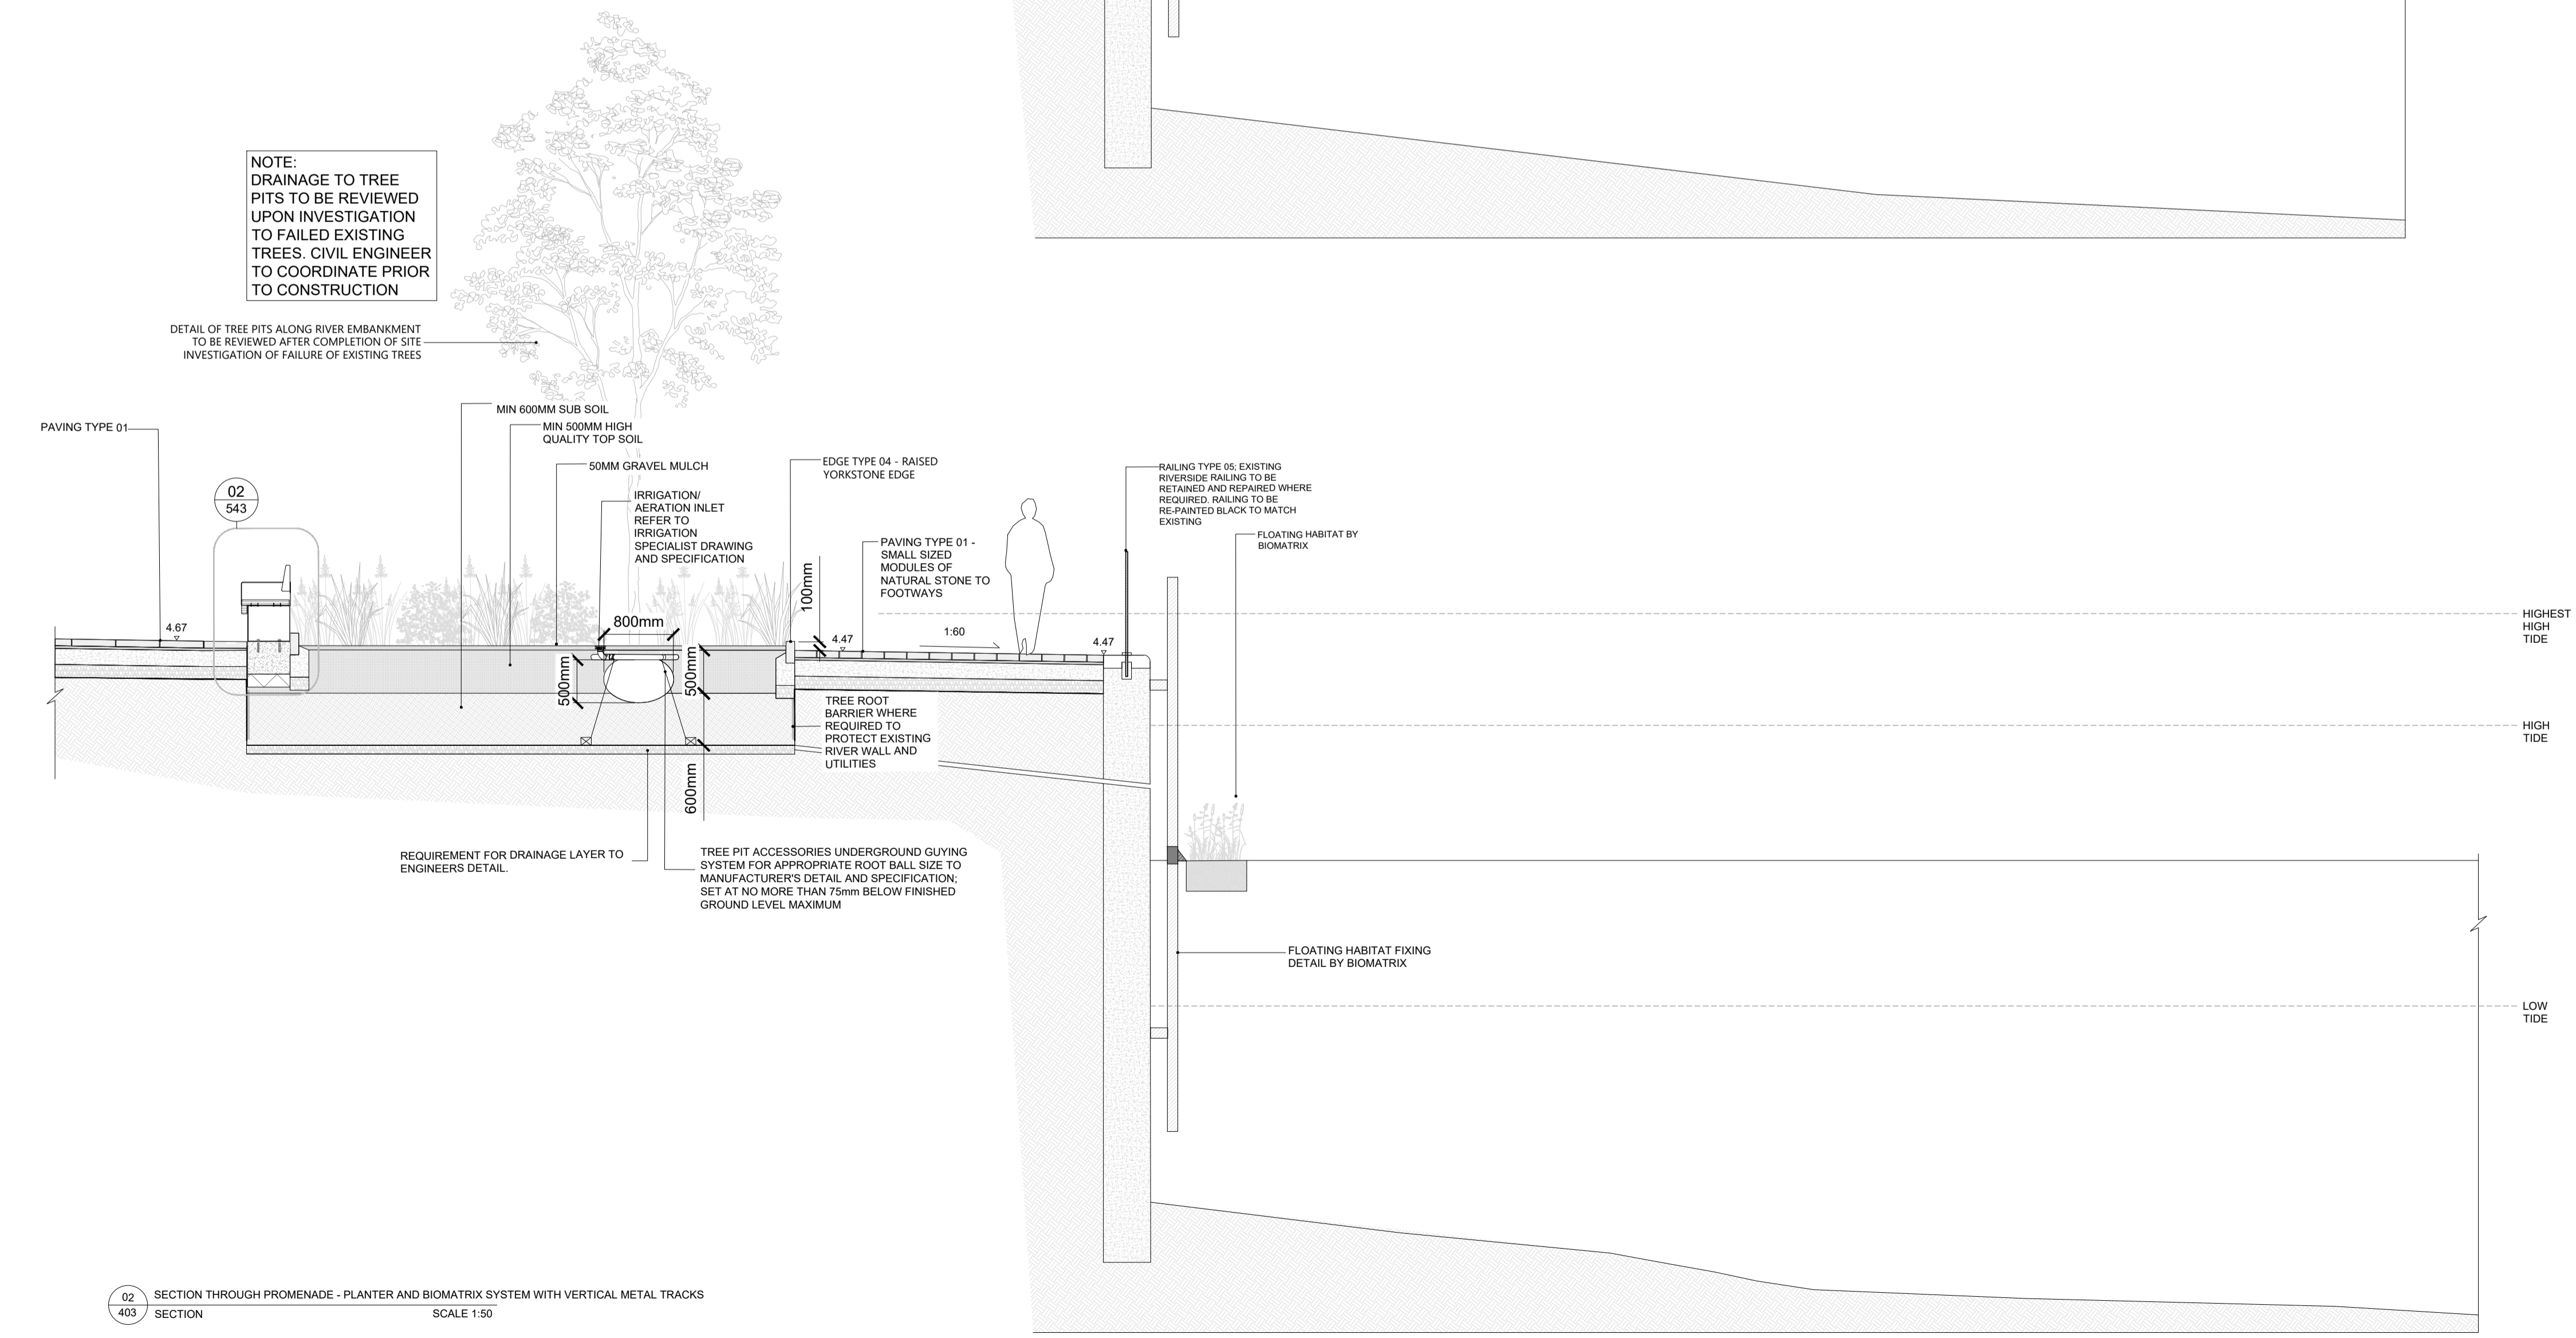 NOTE:
DRAINAGE TO TREE
PITS TO BE REVIEWED
UPON INVESTIGATION
TO FAILED EXISTING
TREES. CIVIL ENGINEER
TO COORDINATE PRIOR
TO CONSTRUCTION
DETAIL OF TREE PITS ALONG RIVER EMBANKMENT
TO BE REVIEWED AFTER COMPLETION OF SITE
INVESTIGATION OF FAILURE OF EXISTING TREES
MIN 600MM SUB SOIL
PAVING TYPE 01
MIN 500MM HIGH
QUALITY TOP SOIL
50MM GRAVEL MULCH
EDGE TYPE 04 - RAISED
YORKSTONE EDGE
RAILING TYPE 05; EXISTING
RIVERSIDE RAILING TO BE
RETAINED AND REPAIRED WHERE
REQUIRED. RAILING TO BE
RE-PAINTED BLACK TO MATCH
EXISTING
02
543
IRRIGATION/
AERATION INLET
REFER TO
IRRIGATION
SPECIALIST DRAWING
AND SPECIFICATION
PAVING TYPE 01 -
SMALL SIZED
MODULES OF
NATURAL STONE TO
FOOTWAYS
FLOATING HABITAT BY
BIOMATRIX
100mm
800mm
4.67
4.47
1:60
4.47
HIGHEST
HIGH
TIDE
500mm
500mm
TREE ROOT
BARRIER WHERE
REQUIRED TO
PROTECT EXISTING
RIVER WALL AND
UTILITIES
HIGH
TIDE
600mm
REQUIREMENT FOR DRAINAGE LAYER TO
ENGINEERS DETAIL.
TREE PIT ACCESSORIES UNDERGROUND GUYING
SYSTEM FOR APPROPRIATE ROOT BALL SIZE TO
MANUFACTURER'S DETAIL AND SPECIFICATION;
SET AT NO MORE THAN 75mm BELOW FINISHED
GROUND LEVEL MAXIMUM
FLOATING HABITAT FIXING
DETAIL BY BIOMATRIX
LOW
TIDE
02
403
SECTION THROUGH PROMENADE - PLANTER AND BIOMATRIX SYSTEM WITH VERTICAL METAL TRACKS
SECTION SCALE 1:50